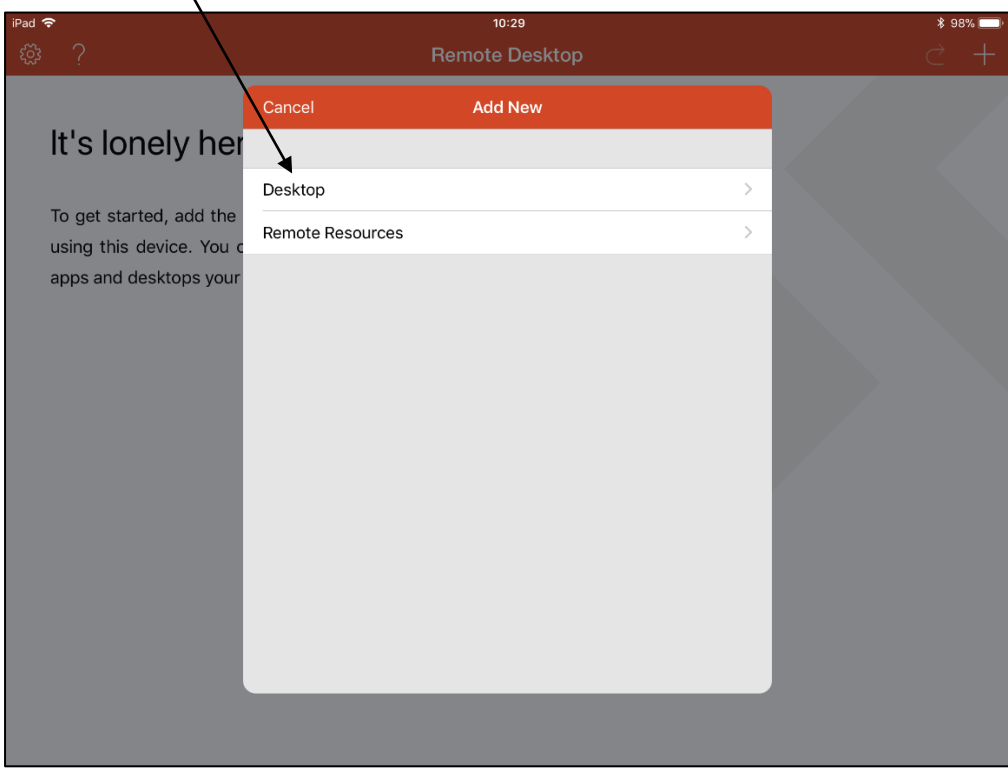 iPad 10:29 98%
? Remote Desktop
Cancel Add New
It's lonely her
Desktop
To get started, add the
Remote Resources
using this device. You c
apps and desktops your